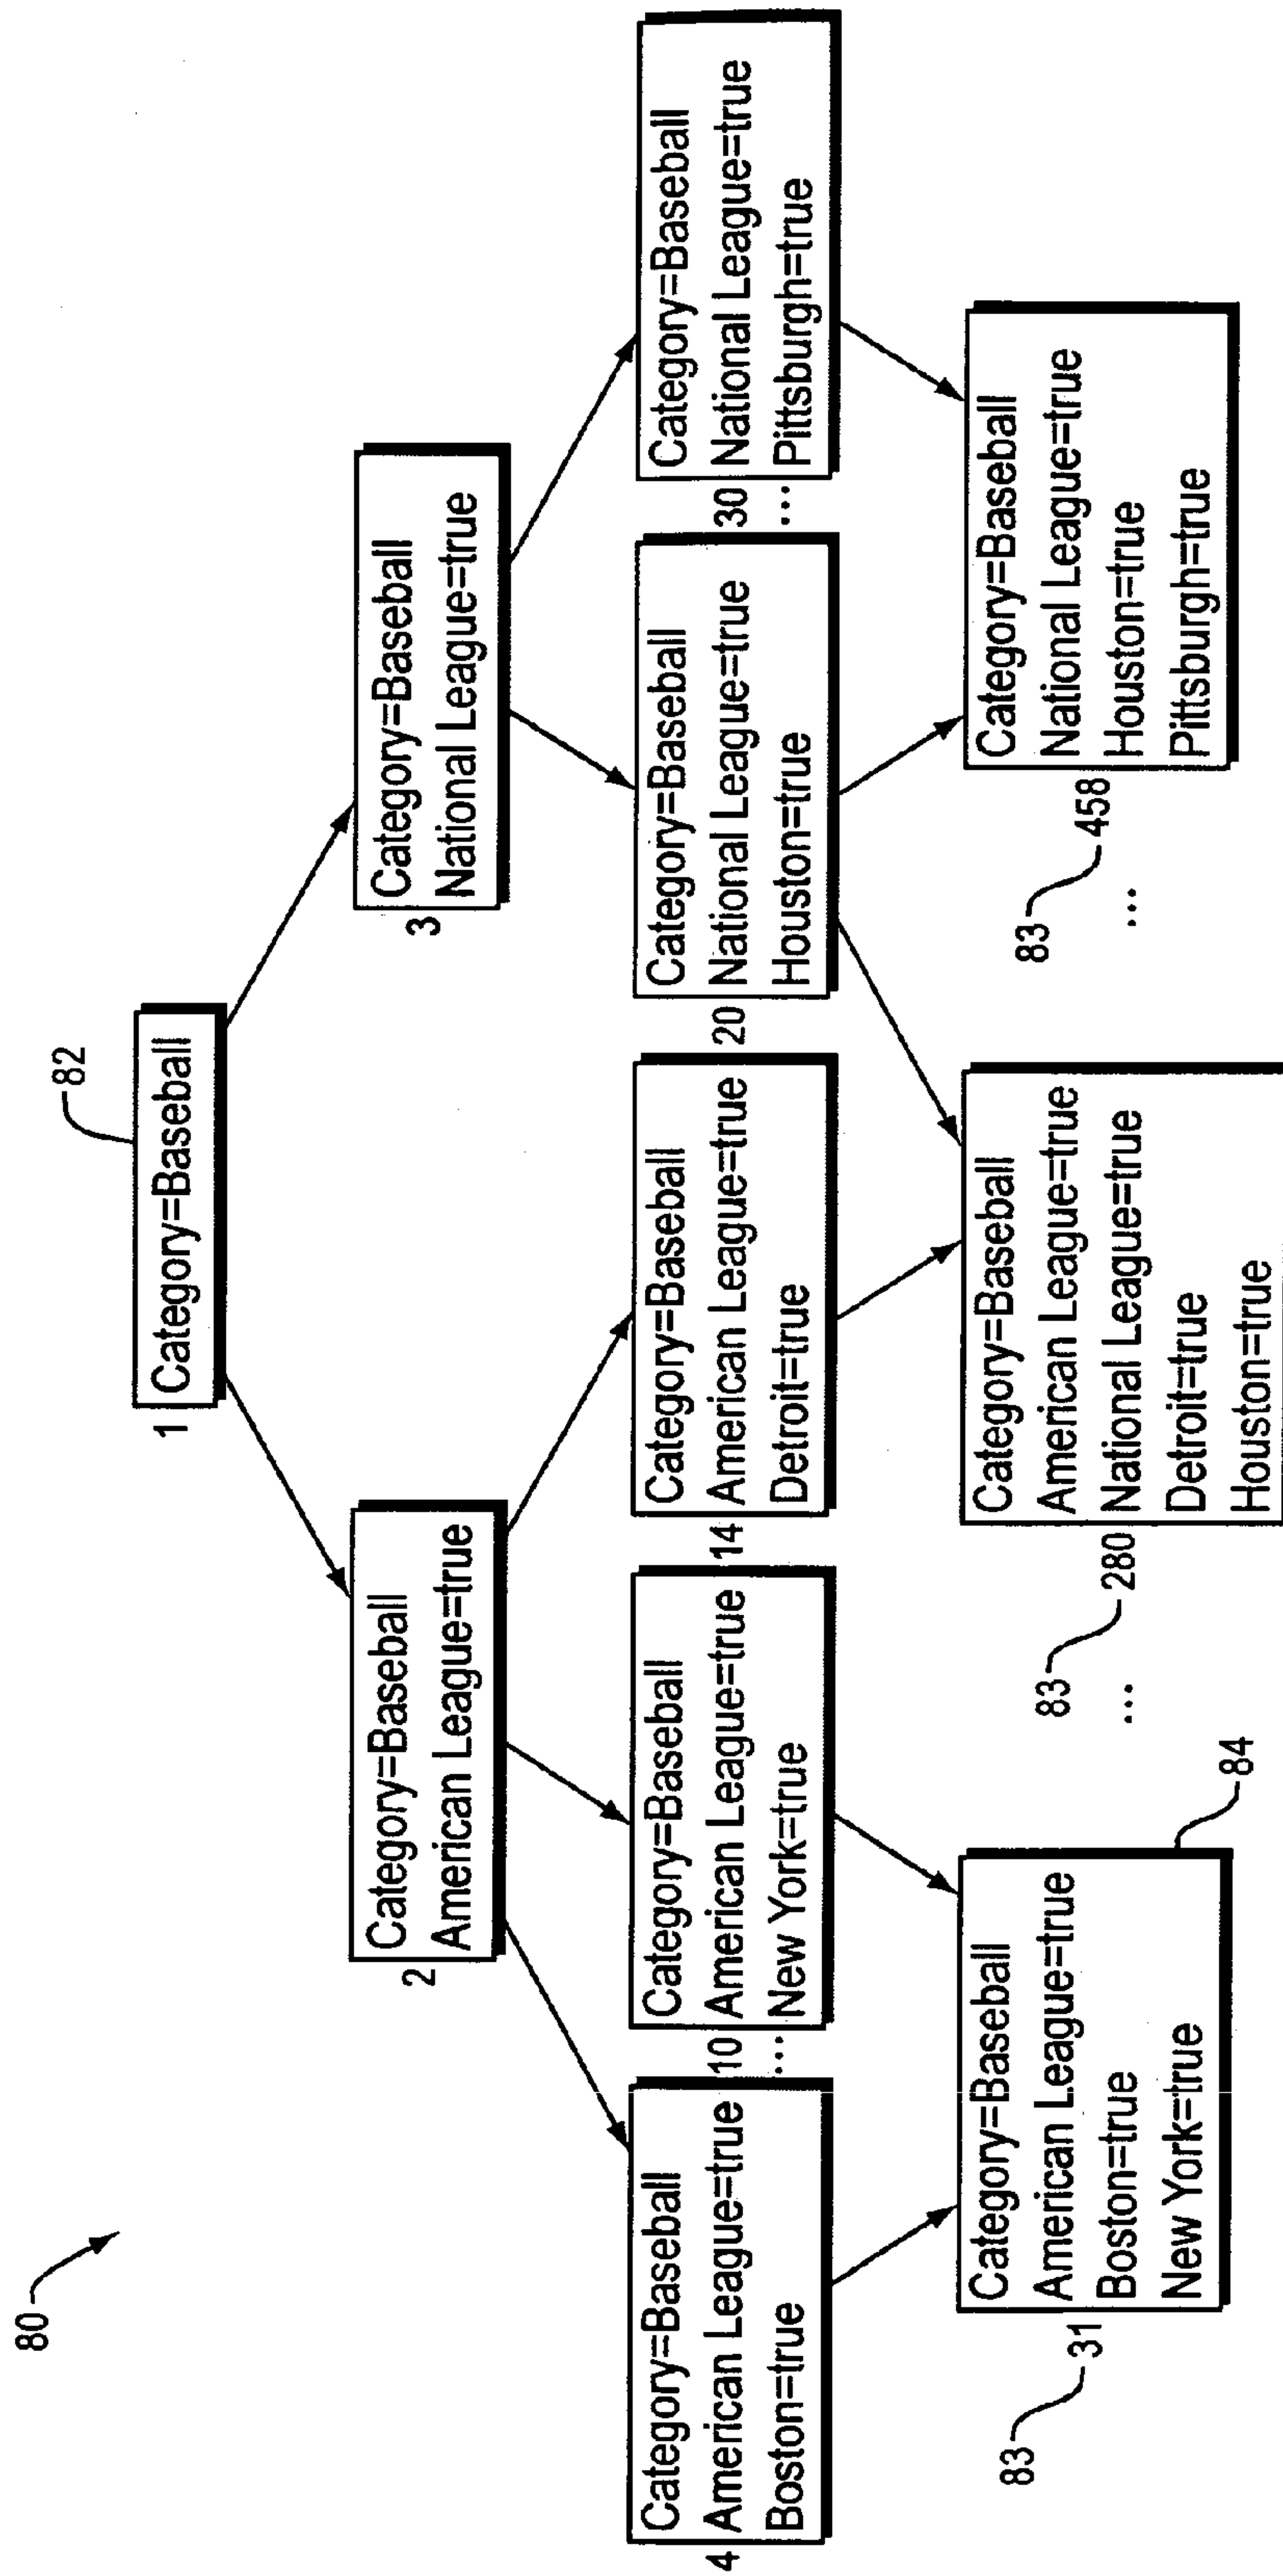 80
82
1
Category=Baseball
2
Category=Baseball
American League=true
3
Category=Baseball
National League=true
4
Category=Baseball
American League=true
Boston=true
10
...
Category=Baseball
American League=true
New York=true
14
Category=Baseball
American League=true
Detroit=true
20
Category=Baseball
National League=true
Houston=true
30
...
Category=Baseball
National League=true
Pittsburgh=true
83
31
Category=Baseball
American League=true
Boston=true
New York=true
84
83
280
...
Category=Baseball
American League=true
National League=true
Detroit=true
Houston=true
83
458
...
Category=Baseball
National League=true
Houston=true
Pittsburgh=true